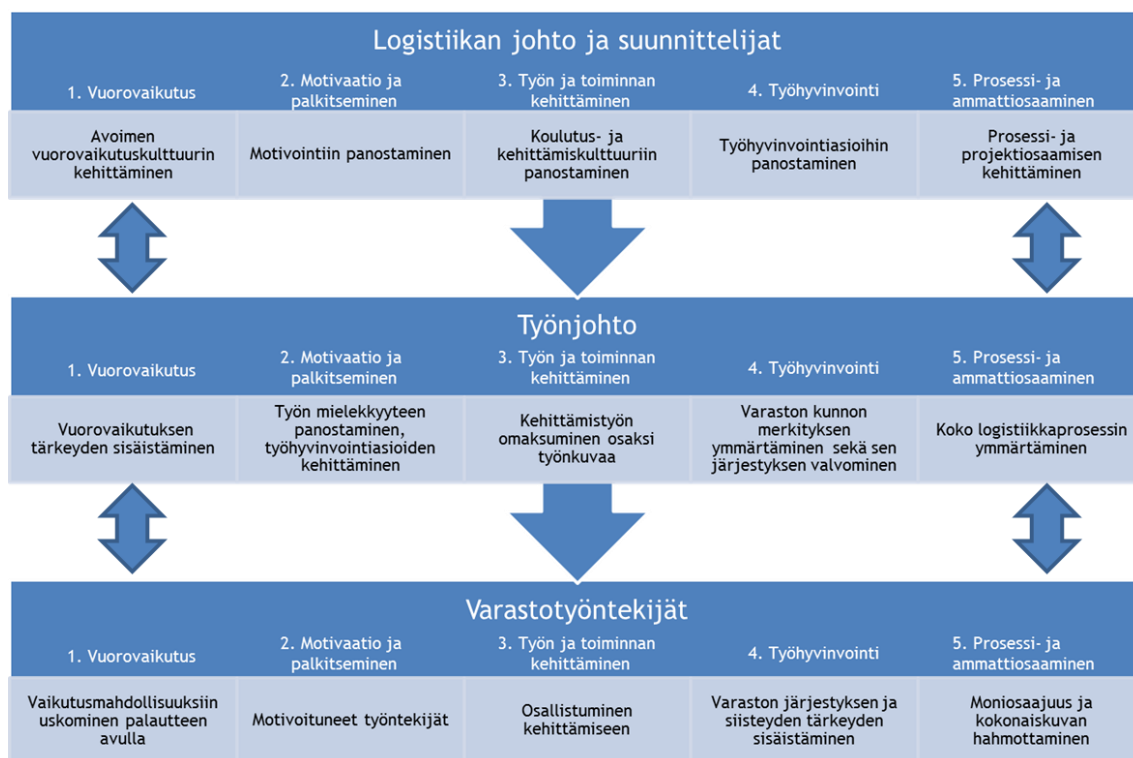 Logistiikan johto ja suunnittelijat
1. Vuorovaikutus
2. Motivaatio ja
palkitseminen
3. Työn ja toiminnan
kehittäminen
4. Työhyvinvointi
5. Prosessi- ja
ammattiosaaminen
Avoimen
vuorovaikutuskulttuurin
kehittäminen
Motivointiin panostaminen
Koulutus- ja
kehittämiskulttuuriin
panostaminen
Työhyvinvointiasioihin
panostaminen
Prosessi- ja
projektiosaamisen
kehittäminen
Työnjohto
1. Vuorovaikutus
2. Motivaatio ja
palkitseminen
3. Työn ja toiminnan
kehittäminen
4. Työhyvinvointi
5. Prosessi- ja
ammattiosaaminen
Vuorovaikutuksen
tärkeyden sisäistäminen
Työn mielekkyyteen
panostaminen,
työhyvinvointiasioiden
kehittäminen
Kehittämistyön
omaksuminen osaksi
työnkuvaa
Varaston kunnon
merkityksen
ymmärtäminen sekä sen
järjestyksen valvominen
Koko logistiikkaprosessin
ymmärtäminen
Varastotyöntekijät
1. Vuorovaikutus
2. Motivaatio ja
palkitseminen
3. Työn ja toiminnan
kehittäminen
4. Työhyvinvointi
5. Prosessi- ja
ammattiosaaminen
Vaikutusmahdollisuuksiin
uskominen palautteen
avulla
Motivoituneet työntekijät
Osallistuminen
kehittämiseen
Varaston järjestyksen ja
siisteyden tärkeyden
sisäistäminen
Moniosaajuus ja
kokonaiskuvan
hahmottaminen